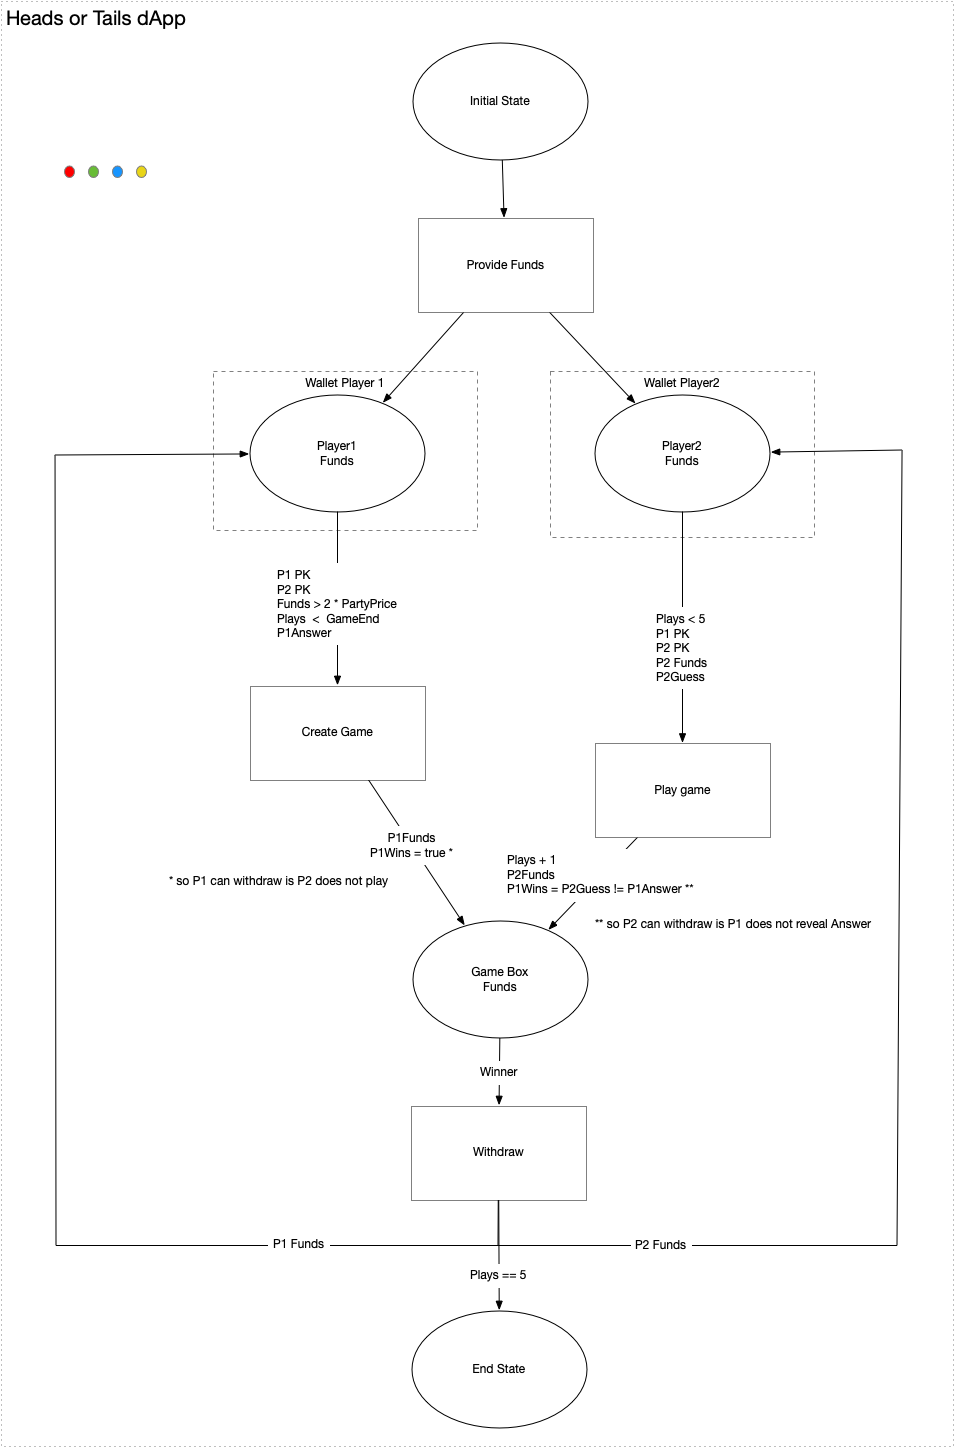 Heads or Tails dApp
Initial State
Provide Funds
Wallet Player 1
Wallet Player2
Player1
Funds
Player2
Funds
P1 PK
P2 PK
Funds > 2 * PartyPrice
Plays < GameEnd
P1Answer
Plays < 5
P1 PK
P2 PK
P2 Funds
P2Guess
Create Game
Play game
P1Funds
P1Wins = true *
* so P1 can withdraw is P2 does not play
Plays + 1
P2Funds
P1Wins = P2Guess != P1Answer **
** so P2 can withdraw is P1 does not reveal Answer
Game Box
Funds
Winner
Withdraw
P1 Funds
P2 Funds
Plays == 5
End State